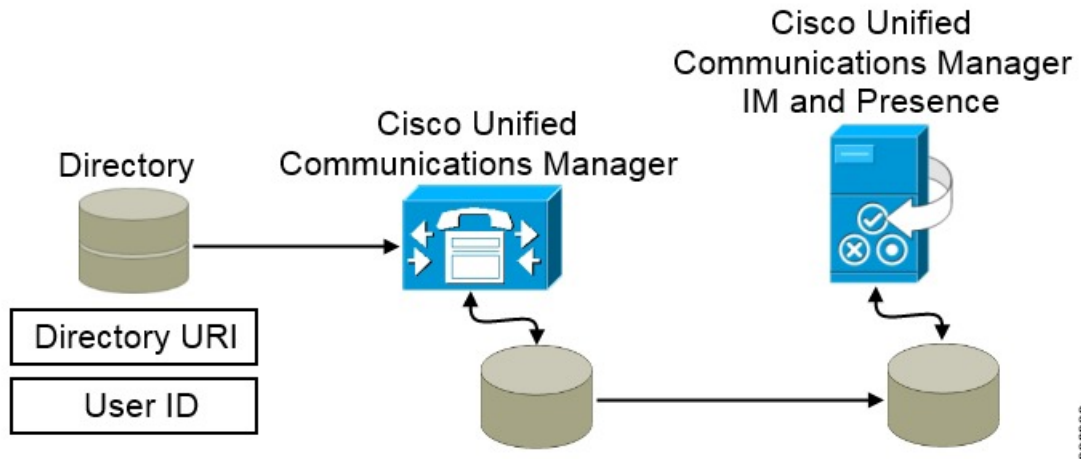 Cisco Unified
Communications Manager
IM and Presence
Cisco Unified
Communications Manager
Directory
Directory URI
User ID